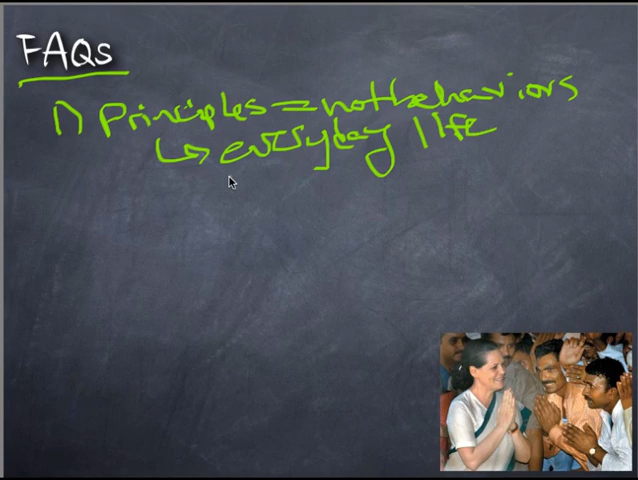 FAQs
1) Principles = not behaviors
↳ everyday life